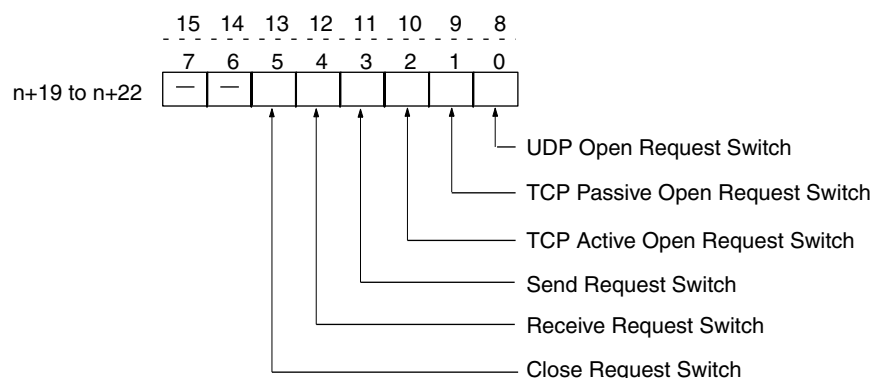 15 14 13 12 11 10 9 8
7 6 5 4 3 2 1 0
n+19 to n+22 — —
UDP Open Request Switch
TCP Passive Open Request Switch
TCP Active Open Request Switch
Send Request Switch
Receive Request Switch
Close Request Switch